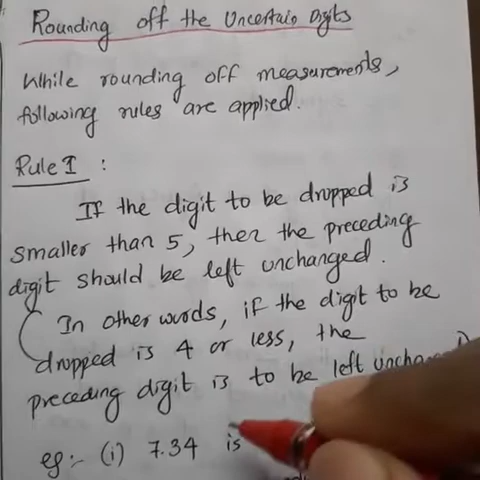 Rounding off the Uncertain Digits
While rounding off measurements,
following rules are applied.
Rule I :
If the digit to be dropped is
smaller than 5, then the preceding
digit should be left unchanged.
In other words, if the digit to be
dropped is 4 or less, the
preceding digit is to be left
eg:- (i) 7.34 is